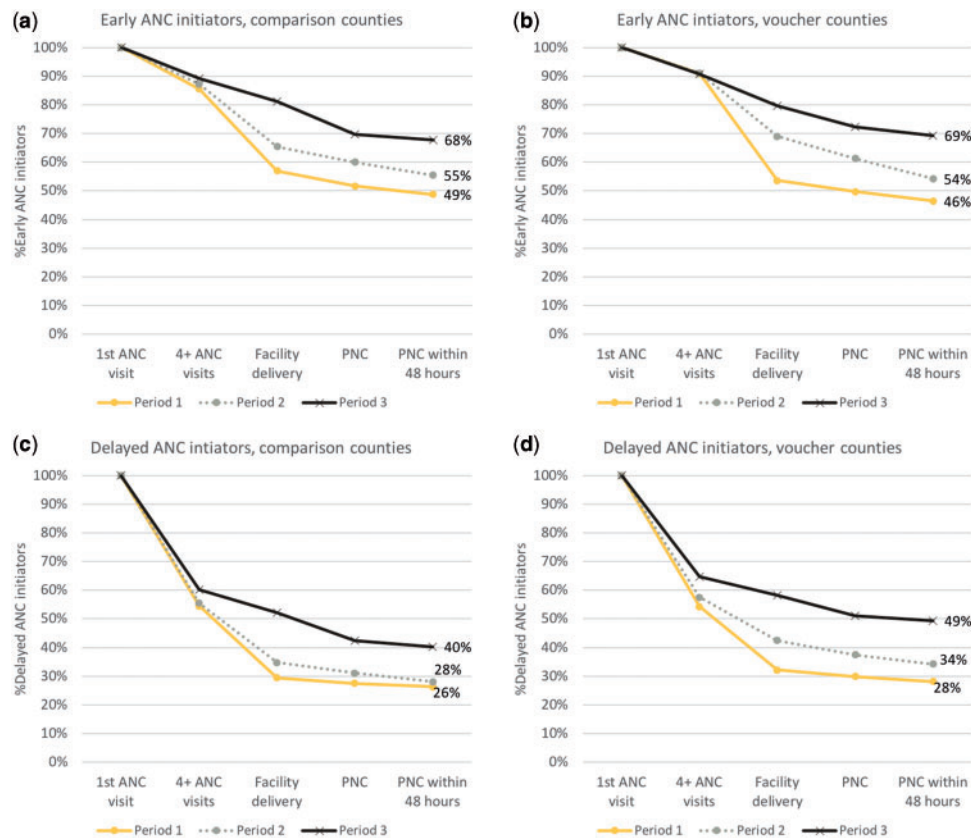 (a) Early ANC initiators, comparison counties
100%
90%
80%
70%
60%
50%
40%
30%
20%
10%
0%
%Early ANC initiators
68%
55%
49%
1st ANC visit
4+ ANC visits
Facility delivery
PNC
PNC within 48 hours
Period 1 Period 2 Period 3
(b) Early ANC intiators, voucher counties
100%
90%
80%
70%
60%
50%
40%
30%
20%
10%
0%
%Early ANC initiators
69%
54%
46%
1st ANC visit
4+ ANC visits
Facility delivery
PNC
PNC within 48 hours
Period 1 Period 2 Period 3
(c) Delayed ANC intiators, comparison counties
100%
90%
80%
70%
60%
50%
40%
30%
20%
10%
0%
%Delayed ANC initiators
40%
28%
26%
1st ANC visit
4+ ANC visits
Facility delivery
PNC
PNC within 48 hours
Period 1 Period 2 Period 3
(d) Delayed ANC initiators, voucher counties
100%
90%
80%
70%
60%
50%
40%
30%
20%
10%
0%
%Delayed ANC initiators
49%
34%
28%
1st ANC visit
4+ ANC visits
Facility delivery
PNC
PNC within 48 hours
Period 1 Period 2 Period 3